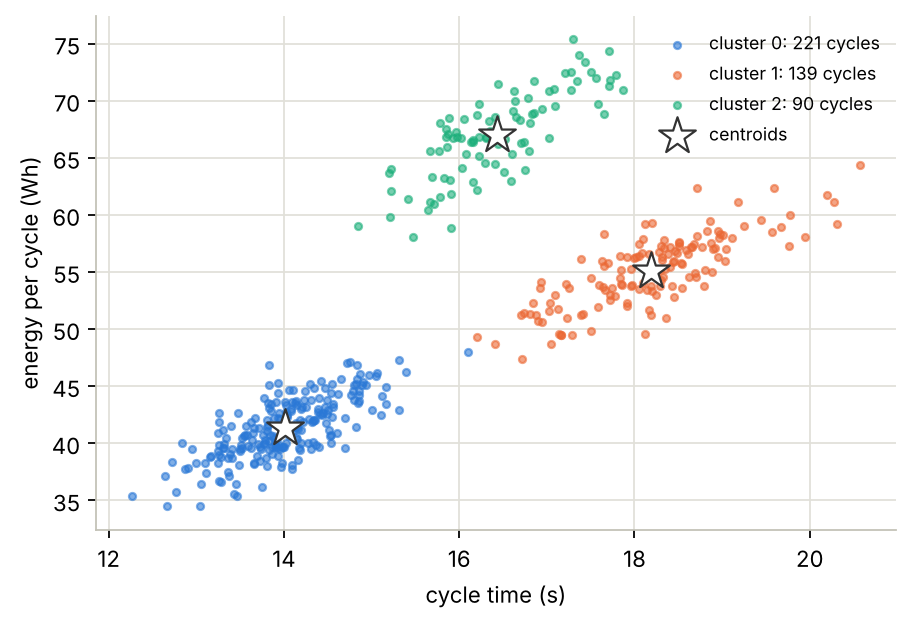 cluster 0: 221 cycles
cluster 1: 139 cycles
cluster 2: 90 cycles
centroids
energy per cycle (Wh)
75
70
65
60
55
50
45
40
35
12 14 16 18 20
cycle time (s)